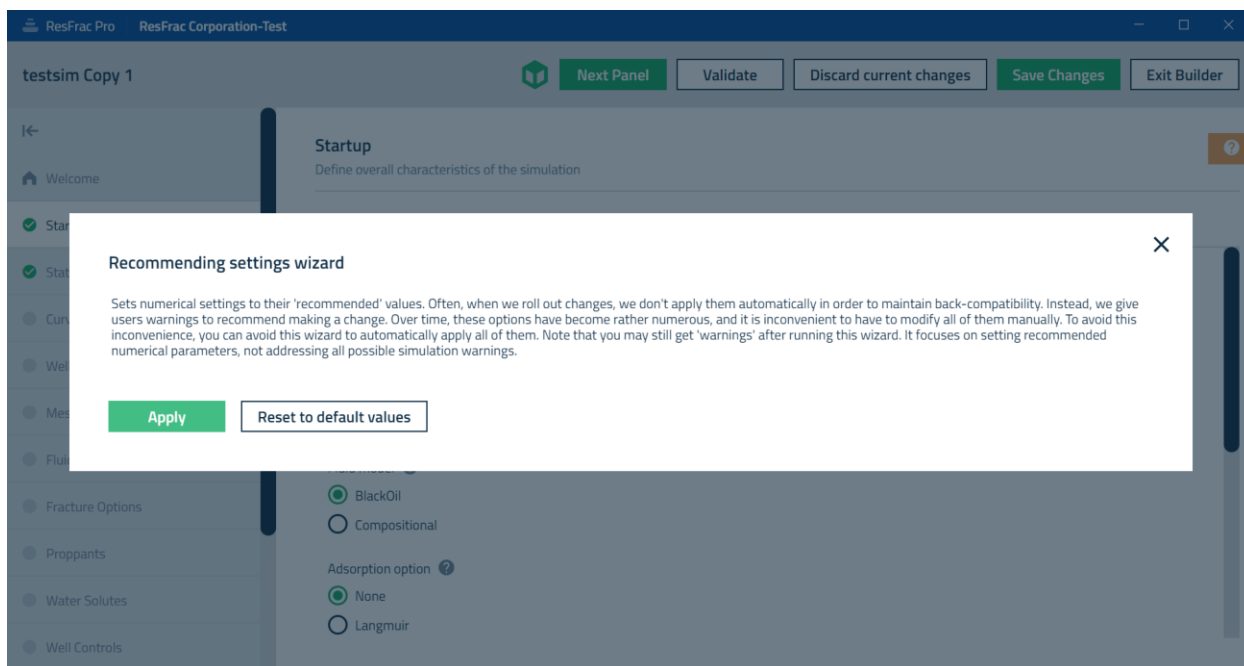 ResFrac Pro ResFrac Corporation-Test
testsim Copy 1
Next Panel
Validate
Discard current changes
Save Changes
Exit Builder
Welcome
Star
Stat
Wel
Mes
Flui
Fracture Options
Proppants
Water Solutes
Well Controls
Startup
Define overall characteristics of the simulation
Recommending settings wizard
Sets numerical settings to their 'recommended' values. Often, when we roll out changes, we don't apply them automatically in order to maintain back-compatibility. Instead, we give
users warnings to recommend making a change. Over time, these options have become rather numerous, and it is inconvenient to have to modify all of them manually. To avoid this
inconvenience, you can avoid this wizard to automatically apply all of them. Note that you may still get 'warnings' after running this wizard. It focuses on setting recommended
numerical parameters, not addressing all possible simulation warnings.
Apply
Reset to default values
BlackOil
Compositional
Adsorption option
None
Langmuir